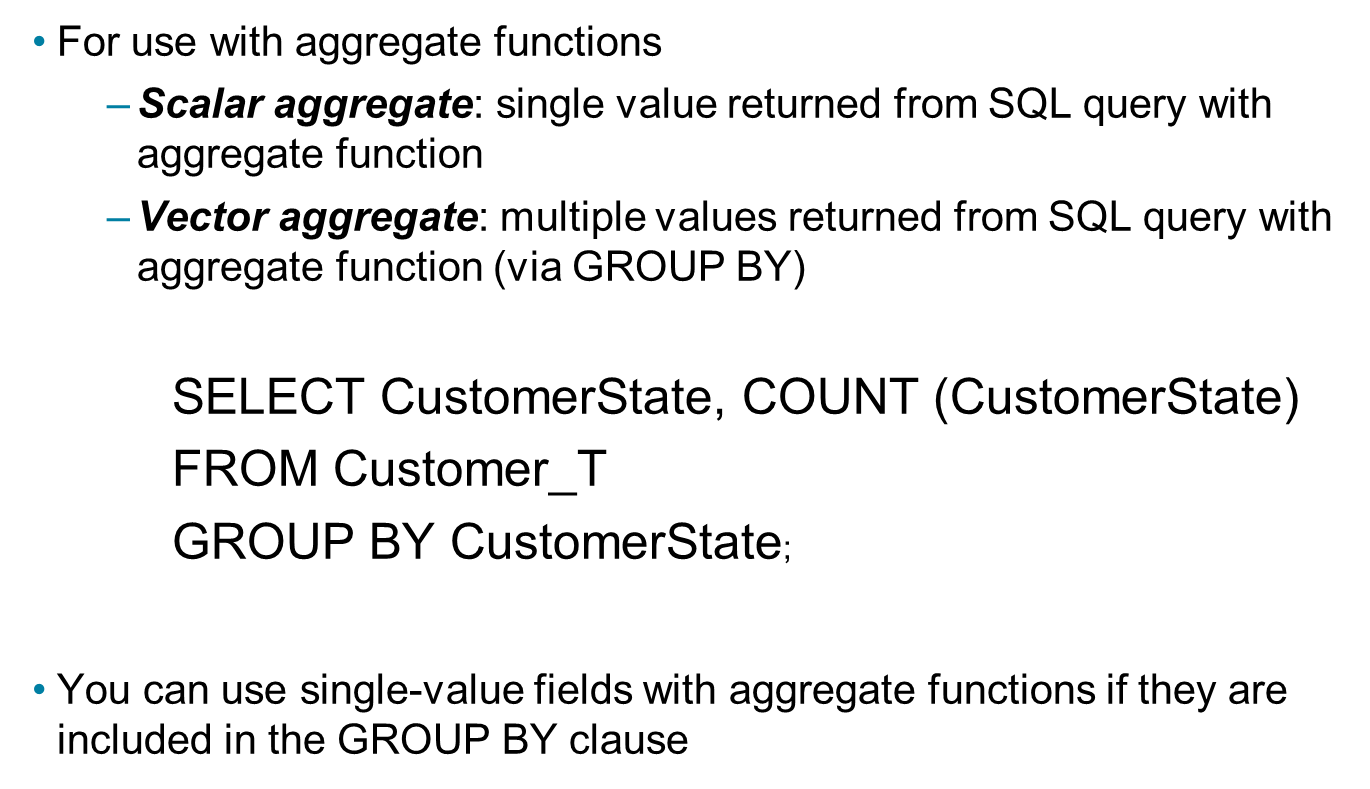 • For use with aggregate functions
– Scalar aggregate: single value returned from SQL query with
aggregate function
– Vector aggregate: multiple values returned from SQL query with
aggregate function (via GROUP BY)
SELECT CustomerState, COUNT (CustomerState)
FROM Customer_T
GROUP BY CustomerState;
• You can use single-value fields with aggregate functions if they are
included in the GROUP BY clause